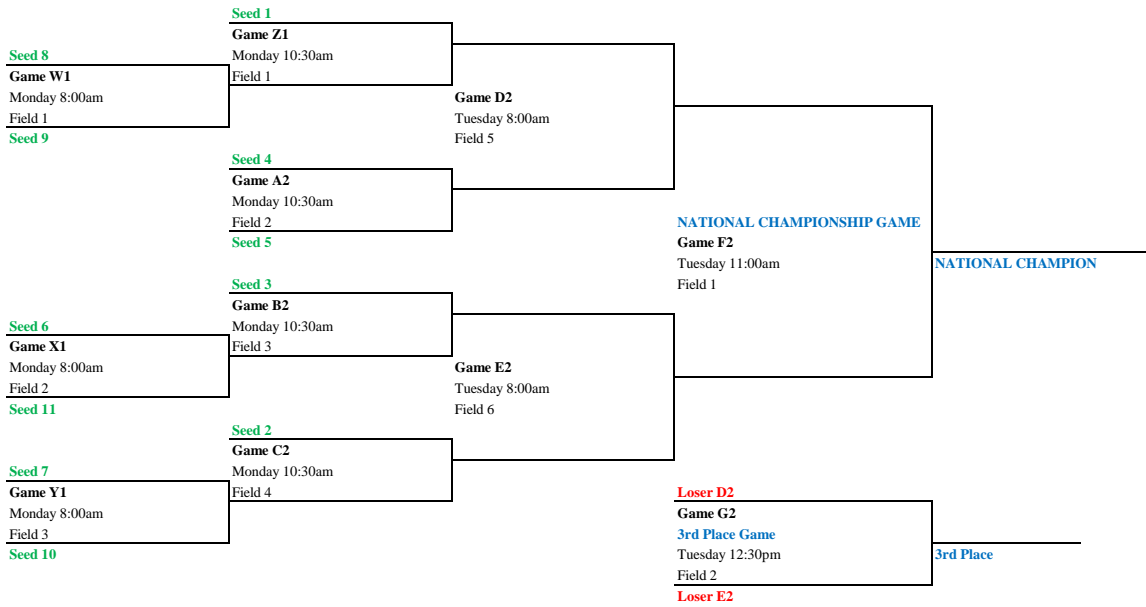 Seed 1
Game Z1
Monday 10:30am
Field 1
Seed 8
Game W1
Monday 8:00am
Field 1
Seed 9
Game D2
Tuesday 8:00am
Field 5
Seed 4
Game A2
Monday 10:30am
Field 2
Seed 5
NATIONAL CHAMPIONSHIP GAME
Game F2
Tuesday 11:00am
Field 1
NATIONAL CHAMPION
Seed 3
Game B2
Monday 10:30am
Field 3
Seed 6
Game X1
Monday 8:00am
Field 2
Seed 11
Game E2
Tuesday 8:00am
Field 6
Seed 2
Game C2
Monday 10:30am
Field 4
Seed 7
Game Y1
Monday 8:00am
Field 3
Seed 10
Loser D2
Game G2
3rd Place Game
Tuesday 12:30pm
Field 2
Loser E2
3rd Place